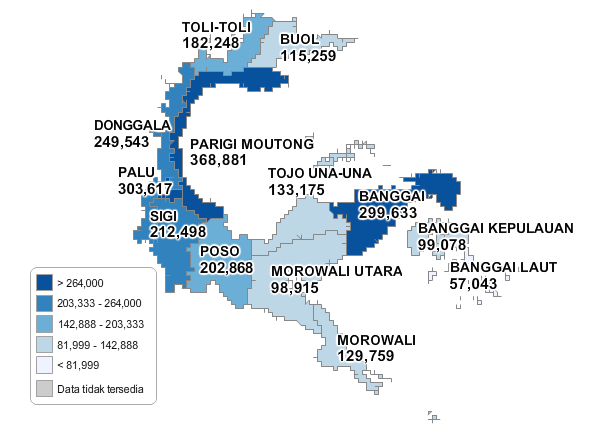 TOLI-TOLI
182,248
BUOL
115,259
DONGGALA
249,543
PARIGI MOUTONG
368,881
PALU
303,617
TOJO UNA-UNA
133,175
BANGGAI
299,633
SIGI
212,498
BANGGAI KEPULAUAN
99,078
POSO
202,868
MOROWALI UTARA
98,915
BANGGAI LAUT
57,043
MOROWALI
129,759
> 264,000
203,333 - 264,000
142,888 - 203,333
81,999 - 142,888
< 81,999
Data tidak tersedia